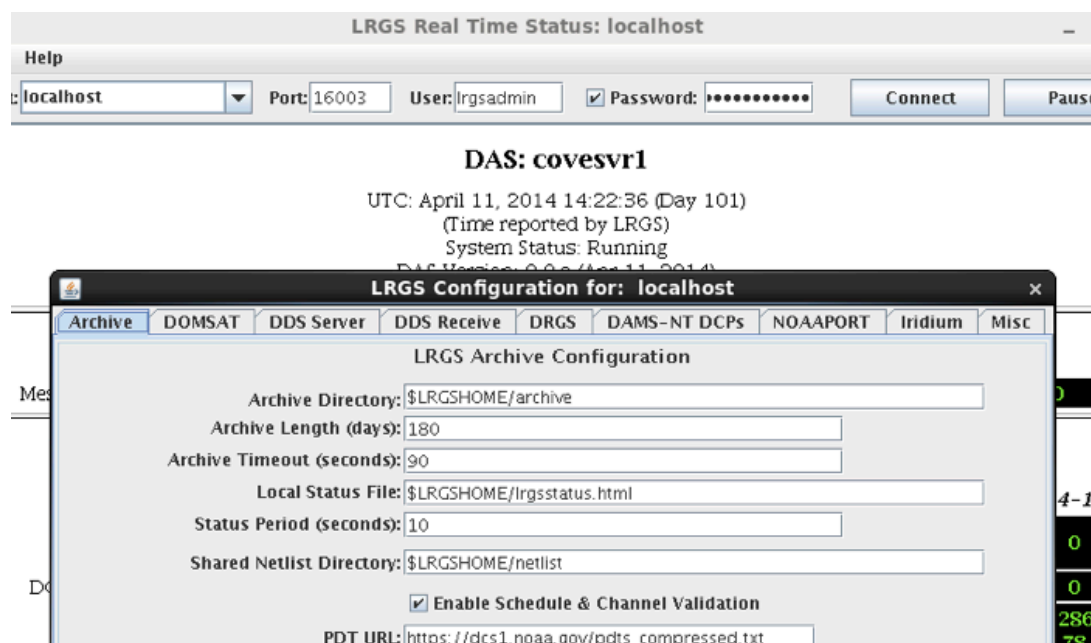 LRGS Real Time Status: localhost
Help
localhost Port: 16003 User: lrgsadmin Password: Connect
DAS: covesvr1
UTC: April 11, 2014 14:22:36 (Day 101)
(Time reported by LRGS)
System Status: Running
LRGS Configuration for: localhost
Archive DOMSAT DDS Server DDS Receive DRGS DAMS-NT DCPs NOAAPORT Iridium Misc
LRGS Archive Configuration
Archive Directory: $LRGSHOME/archive
Archive Length (days): 180
Archive Timeout (seconds): 90
Local Status File: $LRGSHOME/lrgsstatus.html
Status Period (seconds): 10
Shared Netlist Directory: $LRGSHOME/netlist
0
0
Enable Schedule & Channel Validation
286
78
PDT URL: https://dcs1.noaa.gov/pdts_compressed.txt